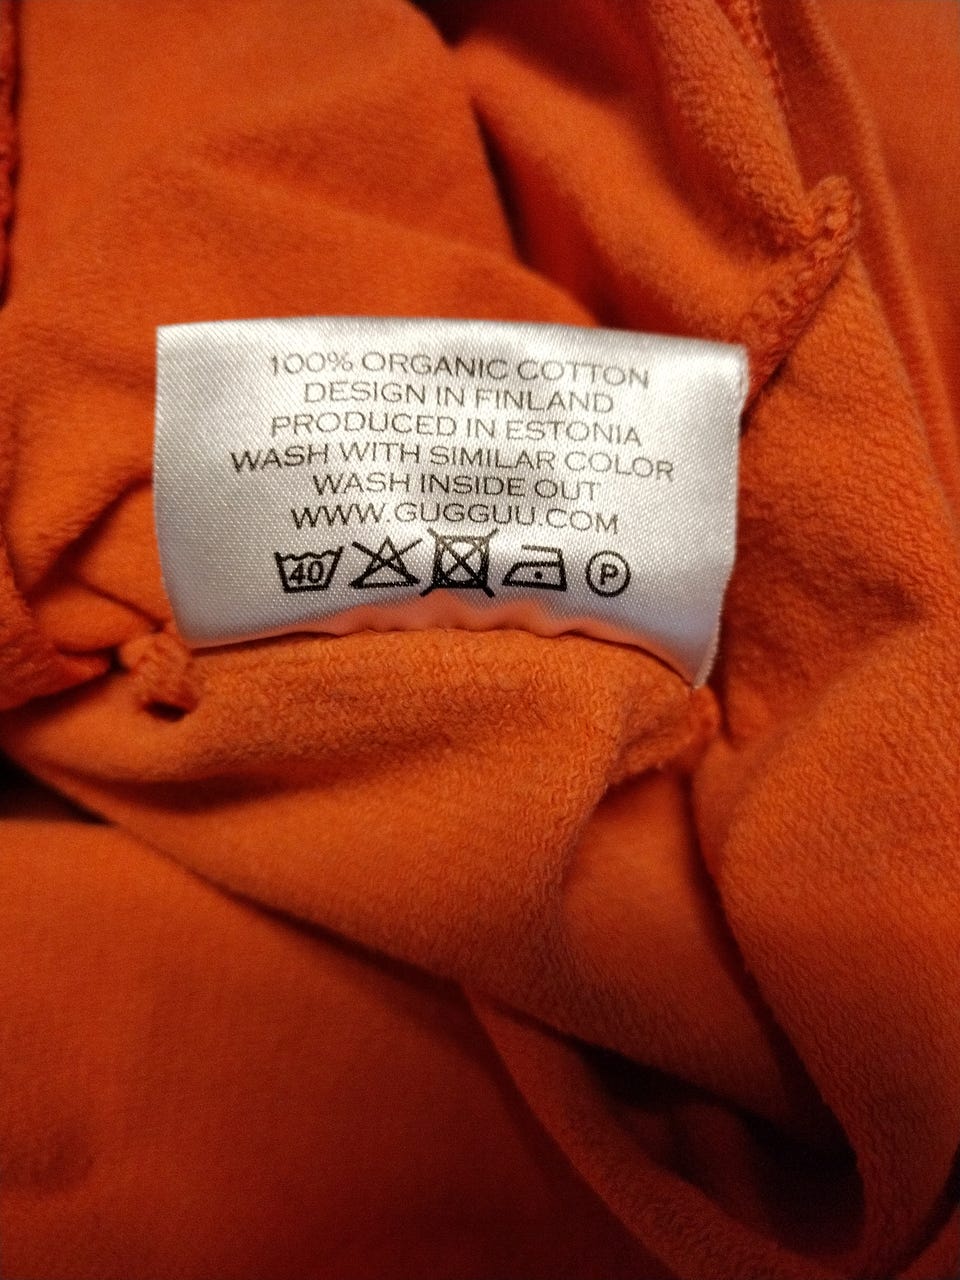 100% ORGANIC COTTON
DESIGN IN FINLAND
PRODUCED IN ESTONIA
WASH WITH SIMILAR COLOR
WASH INSIDE OUT
WWW.GUGGUU.COM
40 P